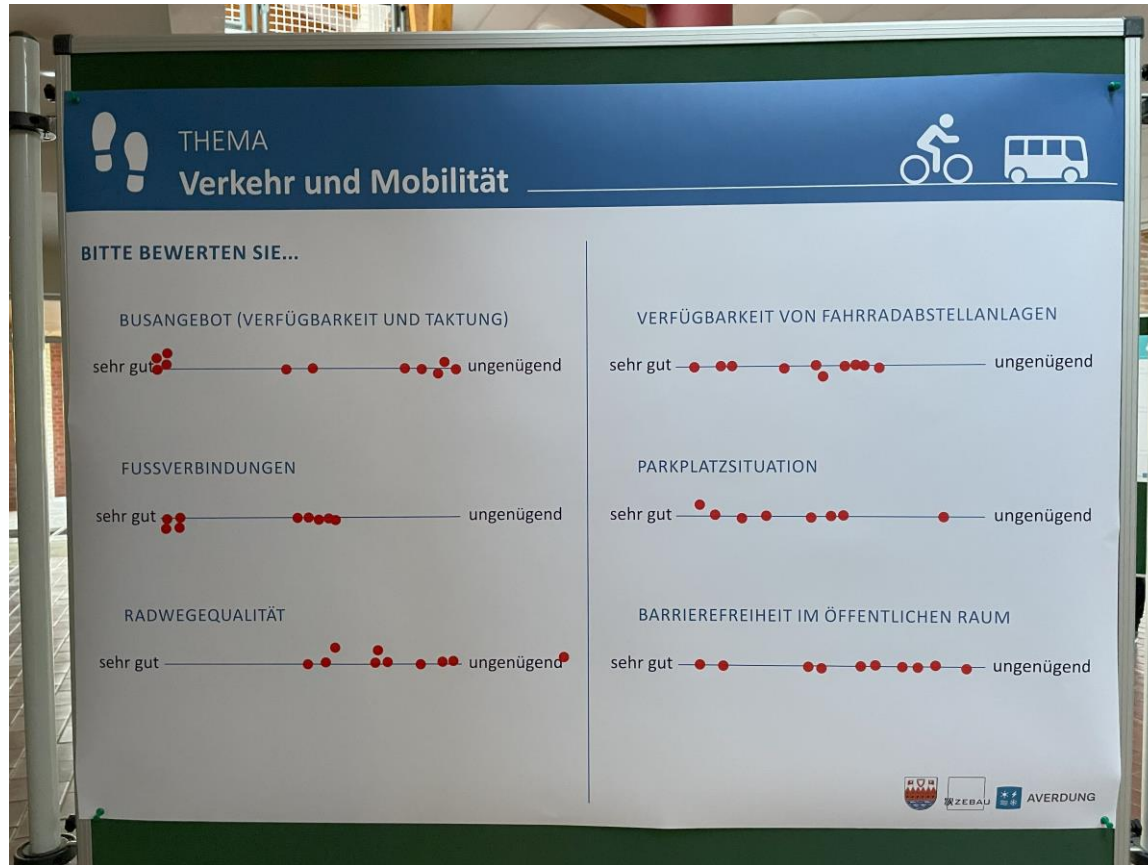 THEMA
Verkehr und Mobilität
BITTE BEWERTEN SIE...
BUSANGEBOT (VERFÜGBARKEIT UND TAKTUNG)
sehr gut ungenügend
FUSSVERBINDUNGEN
sehr gut ungenügend
RADWEGEQUALITÄT
sehr gut ungenügend
VERFÜGBARKEIT VON FAHRRADABSTELLANLAGEN
sehr gut ungenügend
PARKPLATZSITUATION
sehr gut ungenügend
BARRIEREFREIHEIT IM ÖFFENTLICHEN RAUM
sehr gut ungenügend
ZEBAU
AVERDUNG